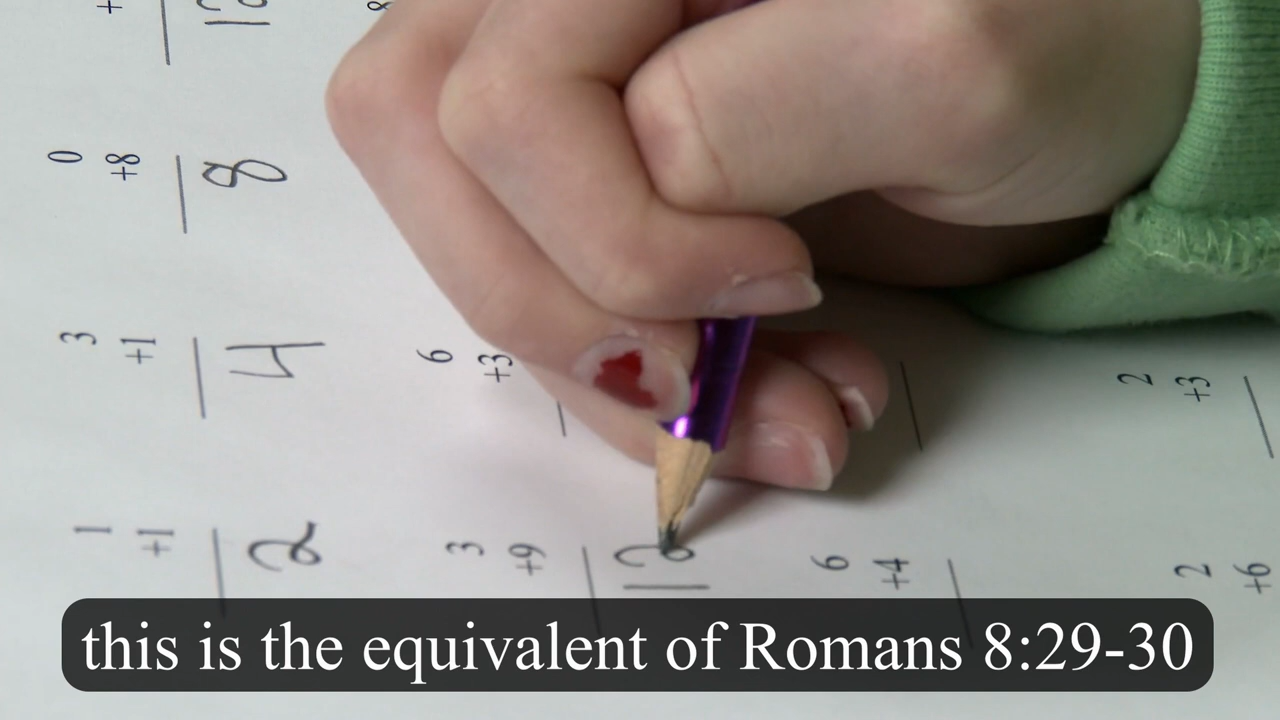 1 3 0
+1 +1 +8
2 4 8 12
3 6
+9 +3
12
6
+4
2 2
+6 +3
this is the equivalent of Romans 8:29-30